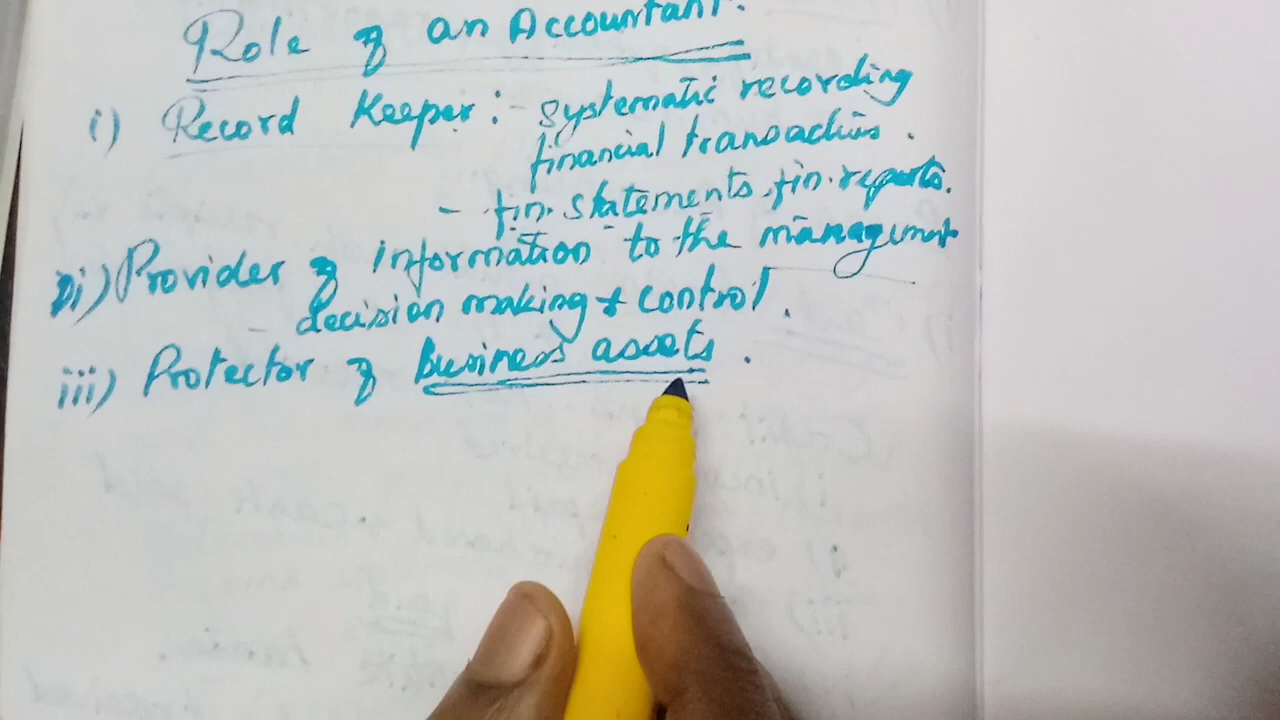 Role of an Accountant.
i) Record Keeper:- systematic recording
financial transactions.
- fin. statements, fin. reports.
ii) Provider of information to the management
- decision making & control.
iii) Protector of Business assets.